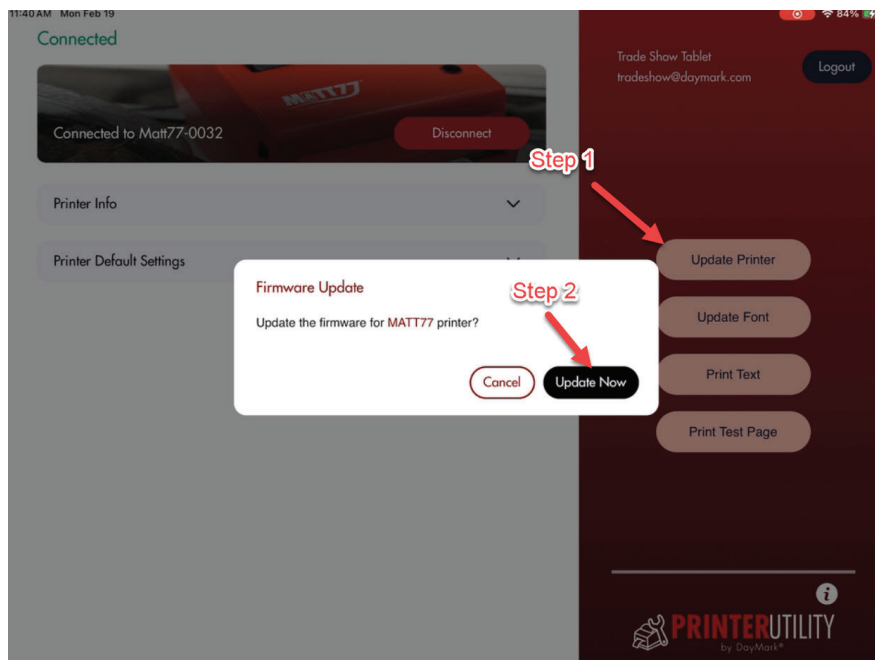 11:40 AM Mon Feb 19
84%
Connected
Trade Show Tablet
tradeshow@daymark.com
Logout
MATT77
Connected to Matt77-0032
Disconnect
Step 1
Printer Info
Printer Default Settings
Update Printer
Firmware Update
Step 2
Update the firmware for MATT77 printer?
Update Font
Cancel
Update Now
Print Text
Print Test Page
i
PRINTERUTILITY
by DayMark®